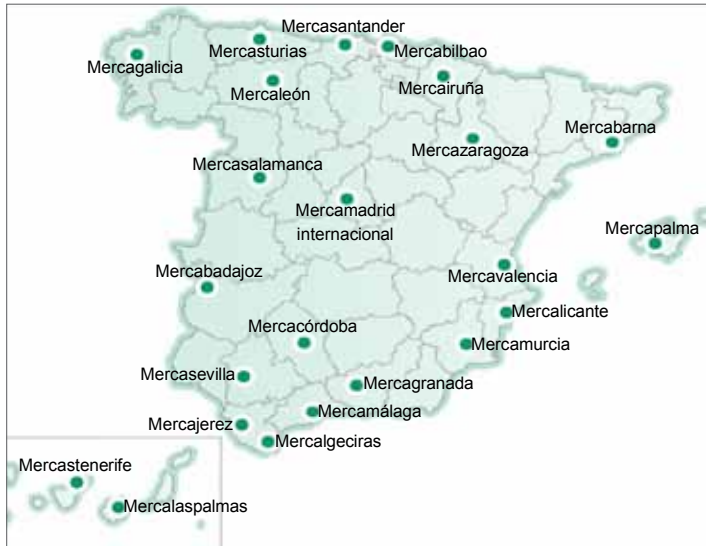 Mercasantander
Mercasturias
Mercabilbao
Mercagalicia
Mercaleón
Mercairuña
Mercabarna
Mercazaragoza
Mercasalamanca
Mercamadrid
internacional
Mercapalma
Mercabadajoz
Mercavalencia
Mercalicante
Mercacórdoba
Mercamurcia
Mercasevilla
Mercagranada
Mercajerez
Mercamálaga
Mercalgeciras
Mercastenerife
Mercalaspalmas